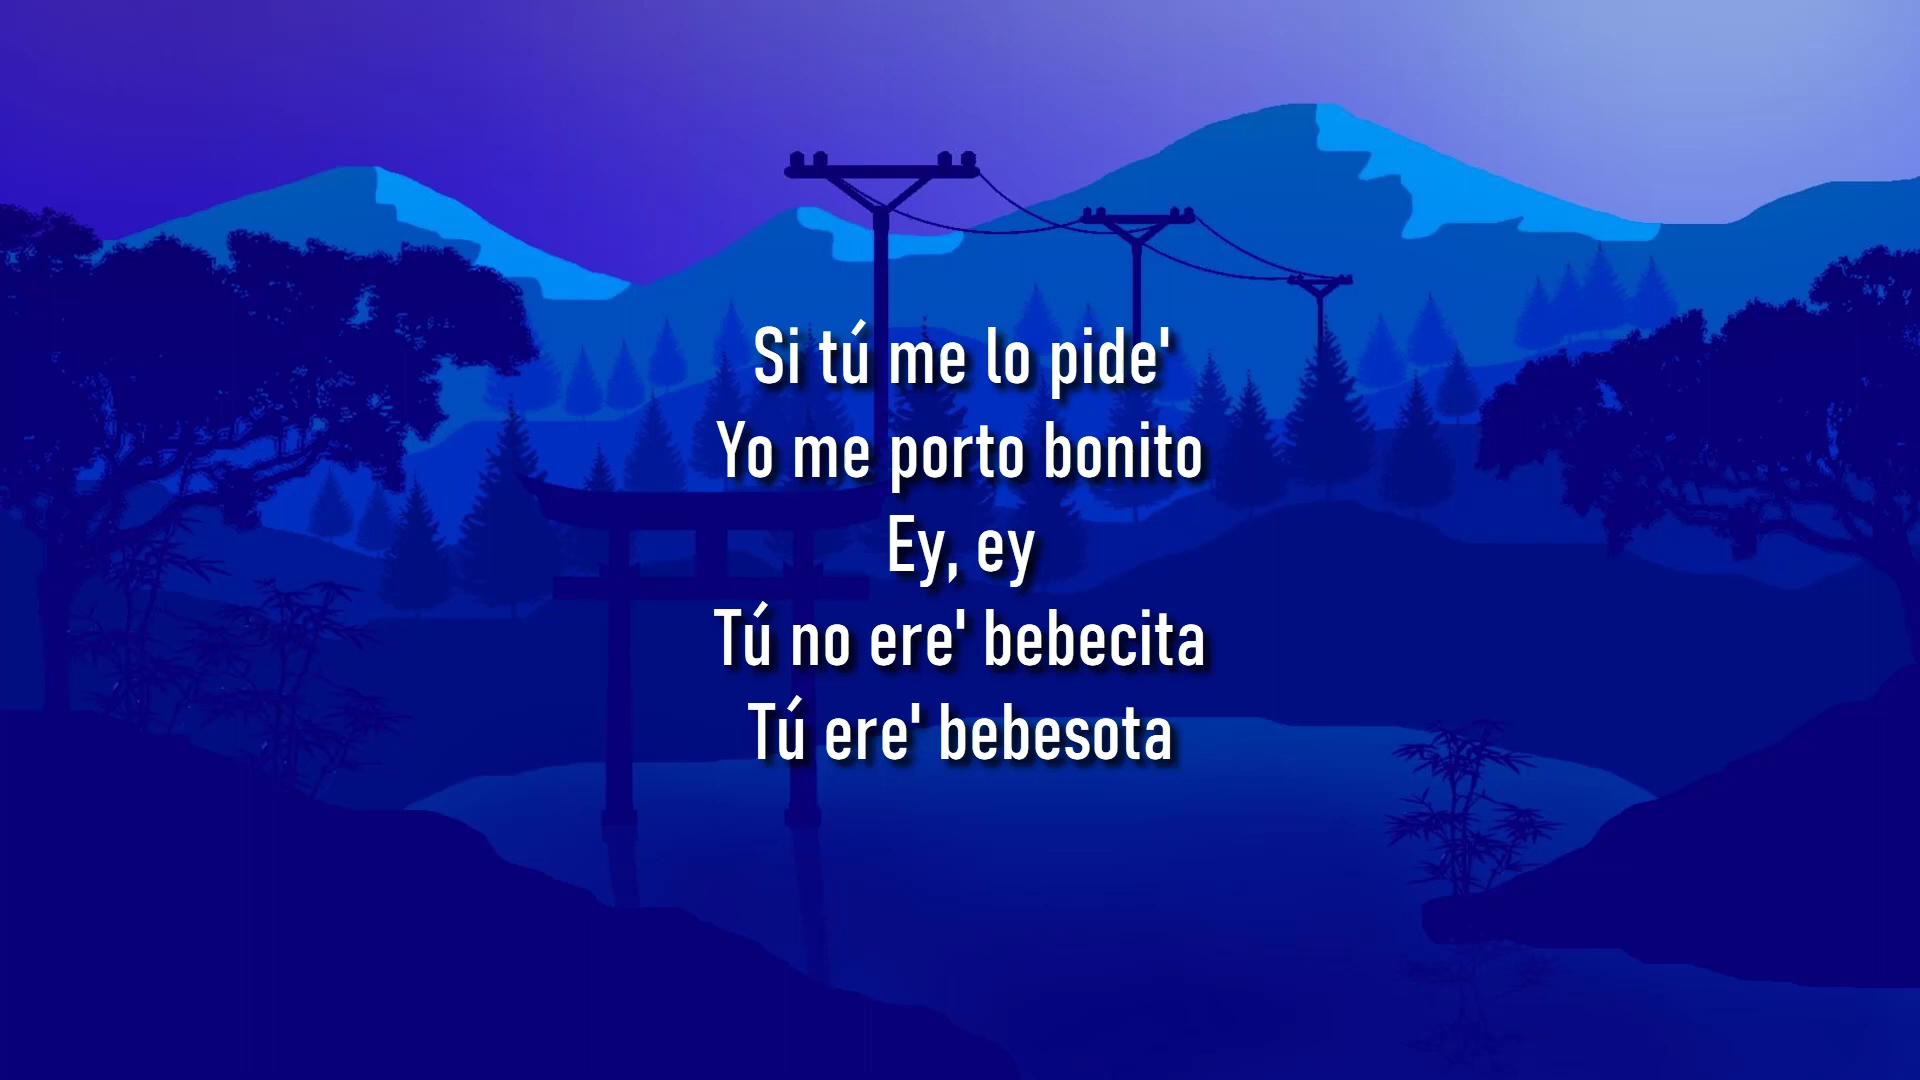 Si tú me lo pide'
Yo me porto bonito
Ey, ey
Tú no ere' bebecita
Tú ere' bebesota